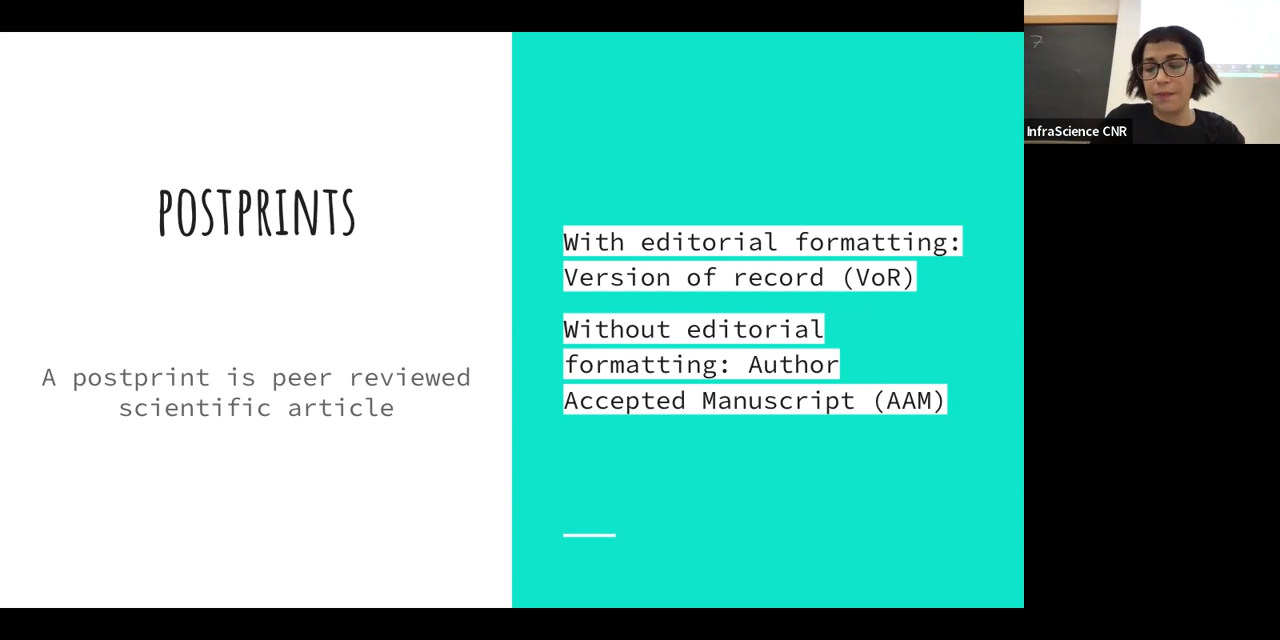 POSTPRINTS
A postprint is peer reviewed
scientific article
With editorial formatting:
Version of record (VoR)
Without editorial
formatting: Author
Accepted Manuscript (AAM)
7
InfraScience CNR